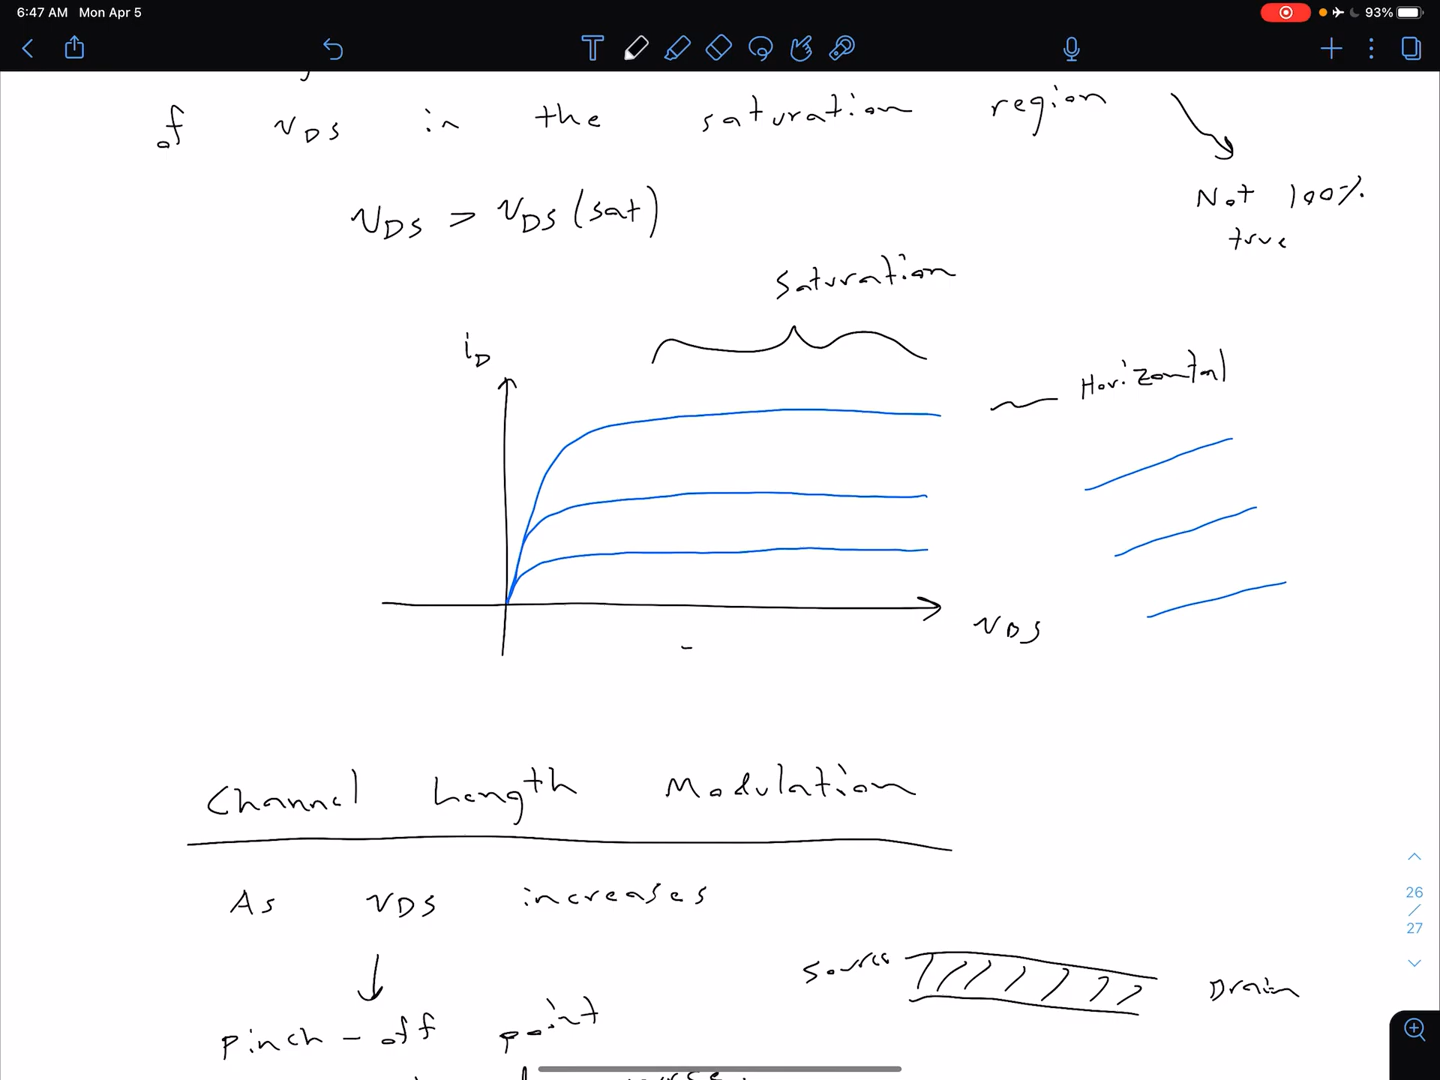 6:47 AM Mon Apr 5
93%
of vDS in the saturation region
Not 100%
true
vDS > vDS (sat)
Saturation
iD
Horizontal
vDS
Channel Length Modulation
As vDS increases
Source
Drain
Pinch-off point
26
/
27